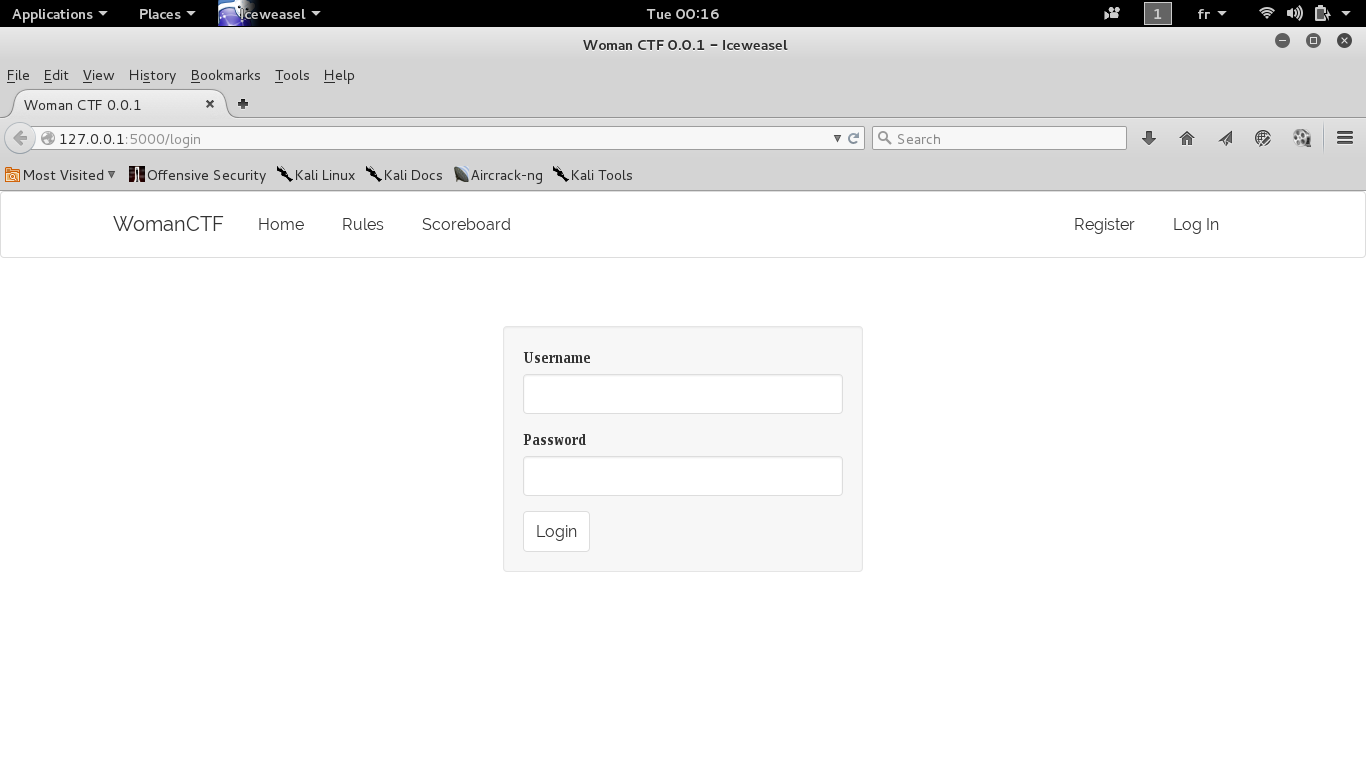 Applications Places Iceweasel Tue 00:16 1 fr
Woman CTF 0.0.1 - Iceweasel
File Edit View History Bookmarks Tools Help
Woman CTF 0.0.1
127.0.0.1:5000/login Search
Most Visited Offensive Security Kali Linux Kali Docs Aircrack-ng Kali Tools
WomanCTF Home Rules Scoreboard Register Log In
Username
Password
Login